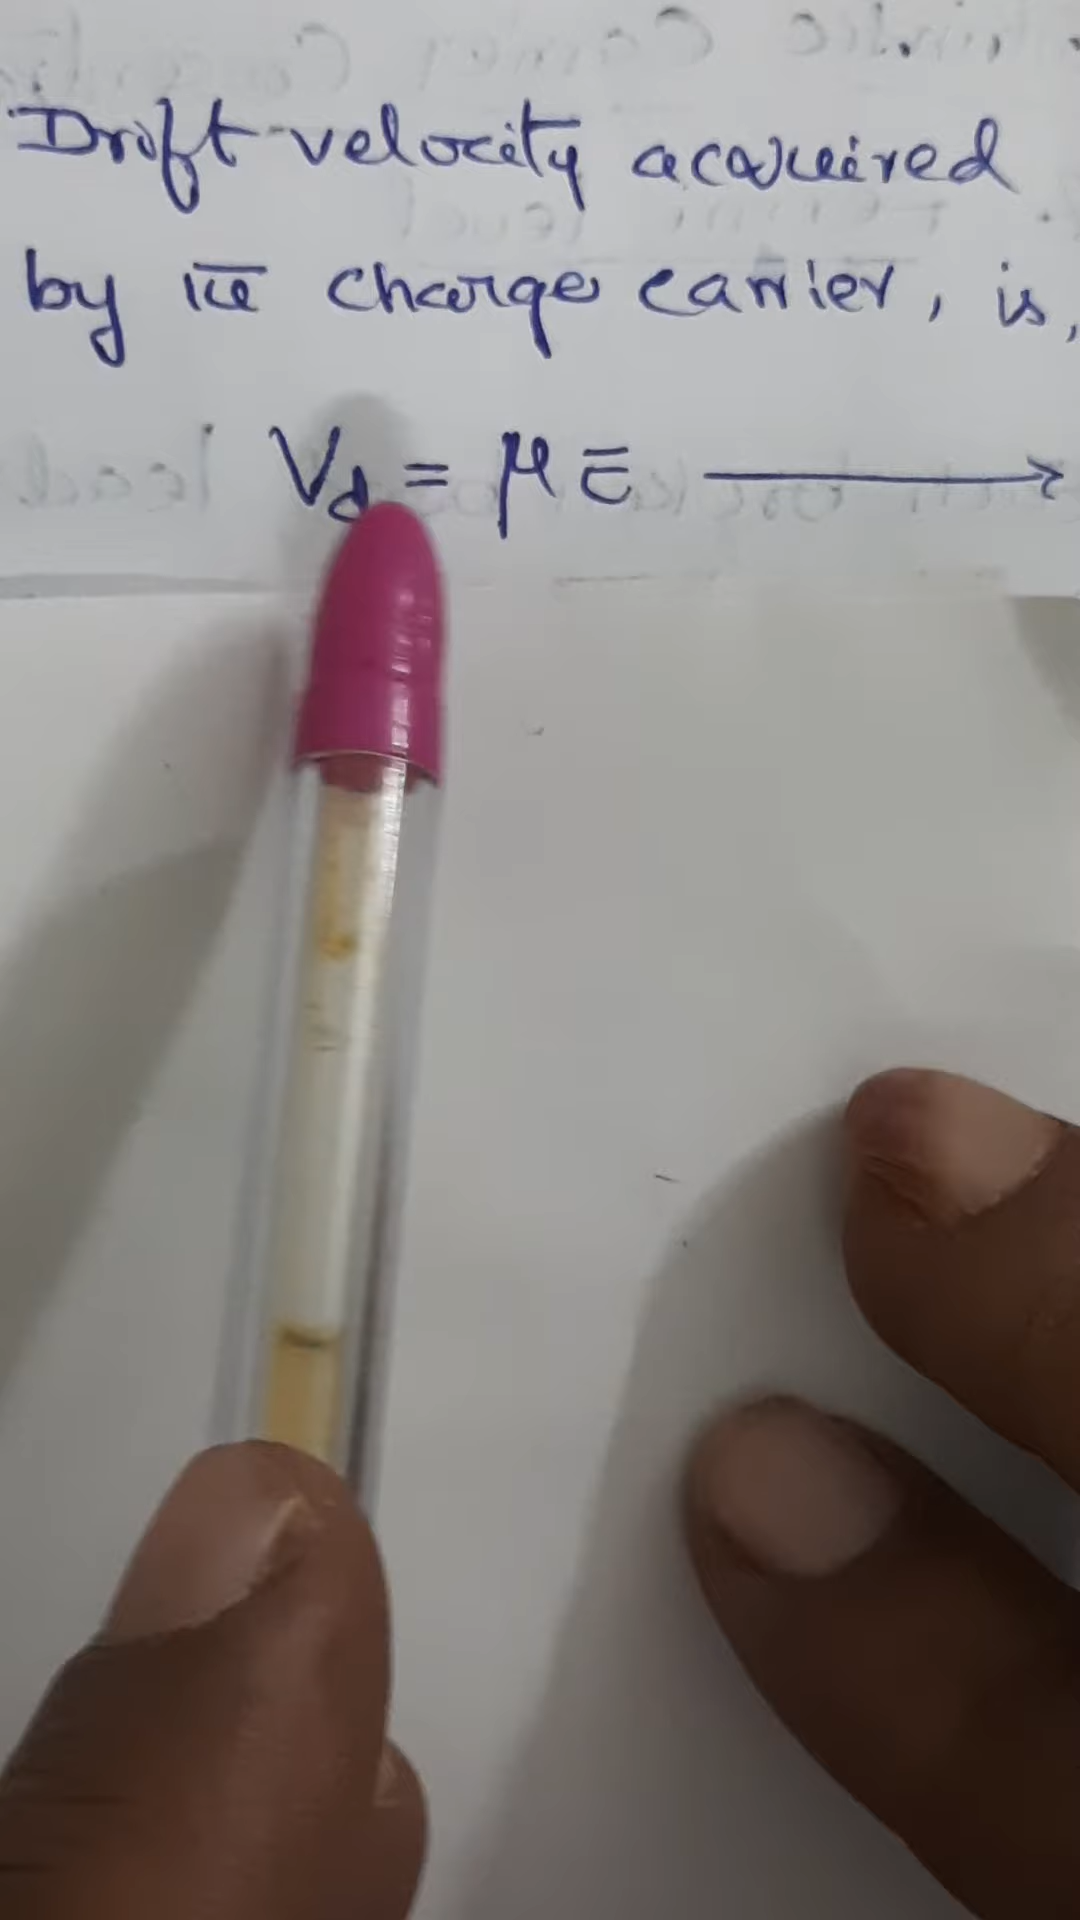 Drift velocity acquired
by the charge carrier, is,
Vd = μE →